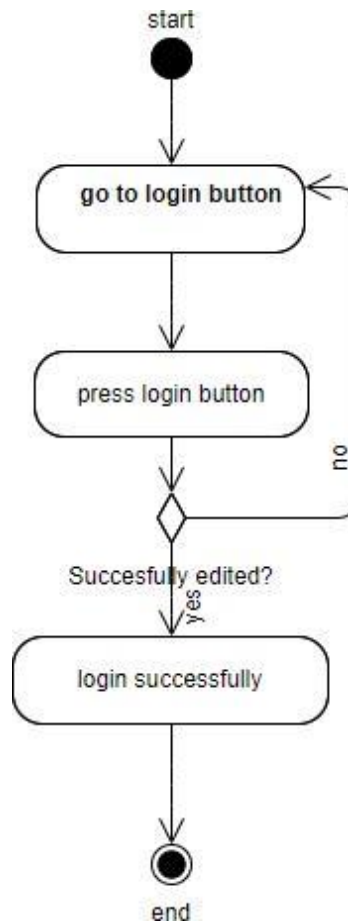 start
go to login button
press login button
no
Succesfully edited?
yes
login successfully
end